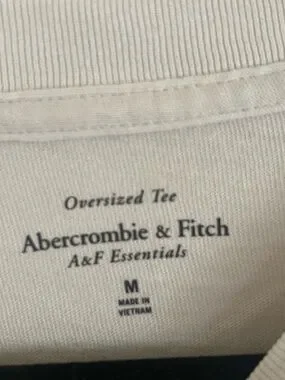 Oversized Tee
Abercrombie & Fitch
A&F Essentials
M
MADE IN
VIETNAM